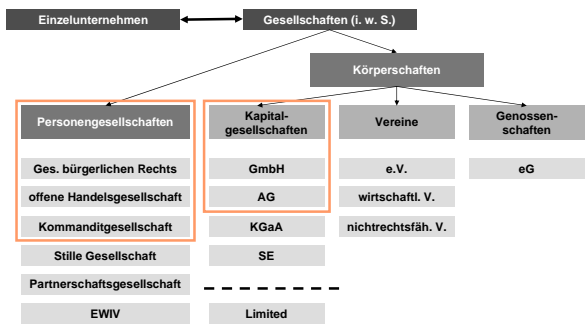 Einzelunternehmen
Gesellschaften (i. w. S.)
Körperschaften
Personengesellschaften
Kapital-
gesellschaften
Vereine
Genossen-
schaften
Ges. bürgerlichen Rechts
GmbH
e.V.
eG
offene Handelsgesellschaft
AG
wirtschaftl. V.
Kommanditgesellschaft
KGaA
nichtrechtsfäh. V.
Stille Gesellschaft
SE
Partnerschaftsgesellschaft
EWIV
Limited